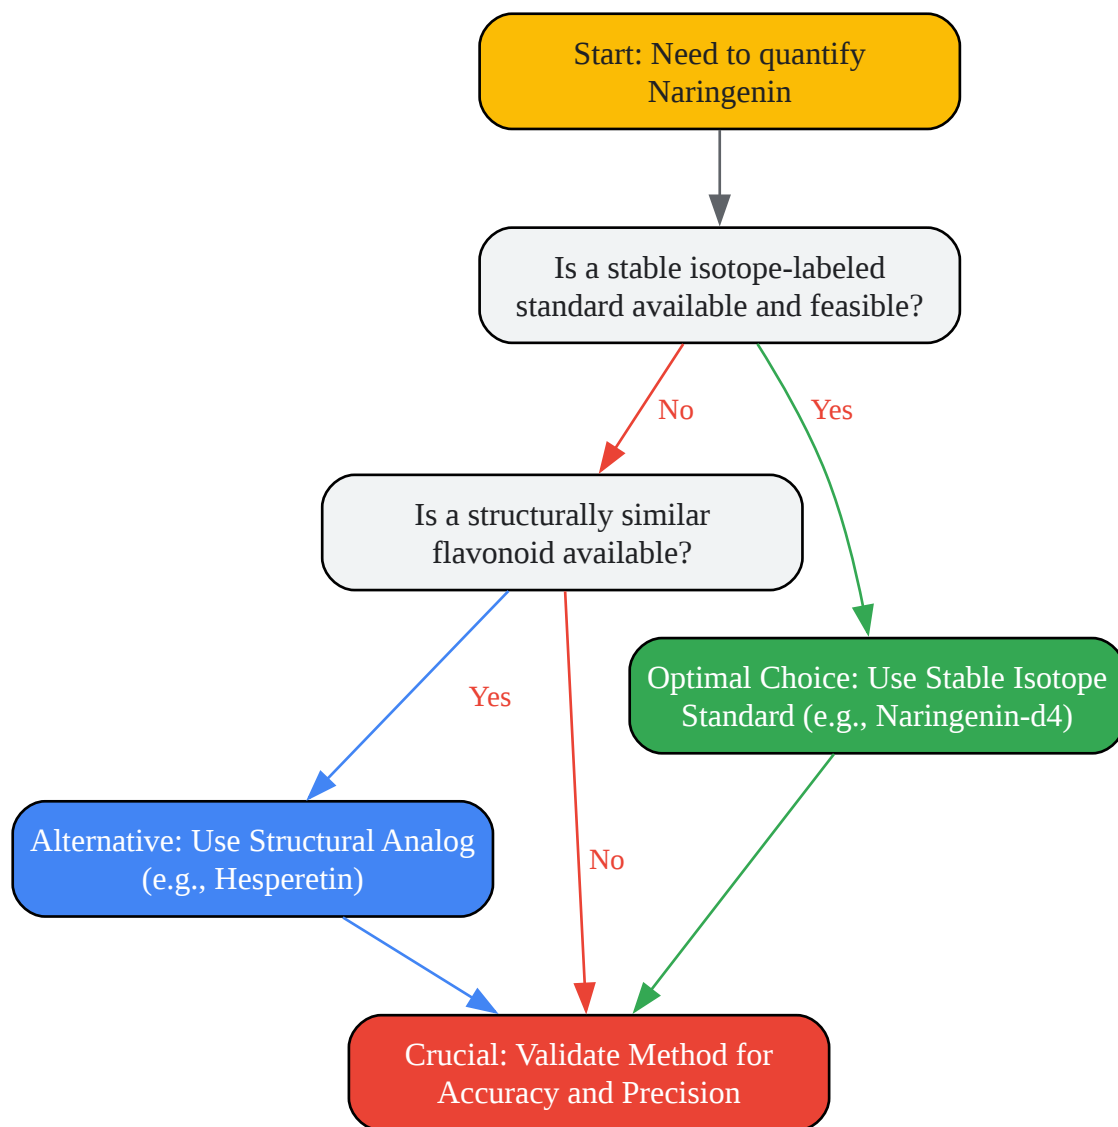 Start: Need to quantify
Naringenin
Is a stable isotope-labeled
standard available and feasible?
No
Yes
Is a structurally similar
flavonoid available?
Optimal Choice: Use Stable Isotope
Standard (e.g., Naringenin-d4)
Yes
Alternative: Use Structural Analog
(e.g., Hesperetin)
No
Crucial: Validate Method for
Accuracy and Precision